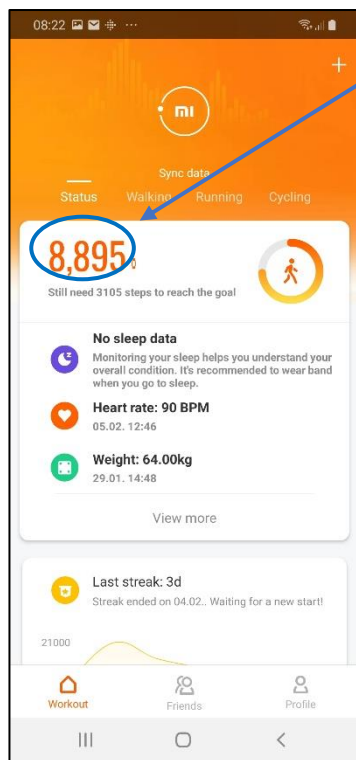 08:22 ...
+
mi
Sync data
Status Walking Running Cycling
8,895
Still need 3105 steps to reach the goal
No sleep data
Monitoring your sleep helps you understand your
overall condition. It's recommended to wear band
when you go to sleep.
Heart rate: 90 BPM
05.02. 12:46
Weight: 64.00kg
29.01. 14:48
View more
Last streak: 3d
Streak ended on 04.02.. Waiting for a new start!
21000
Workout Friends Profile